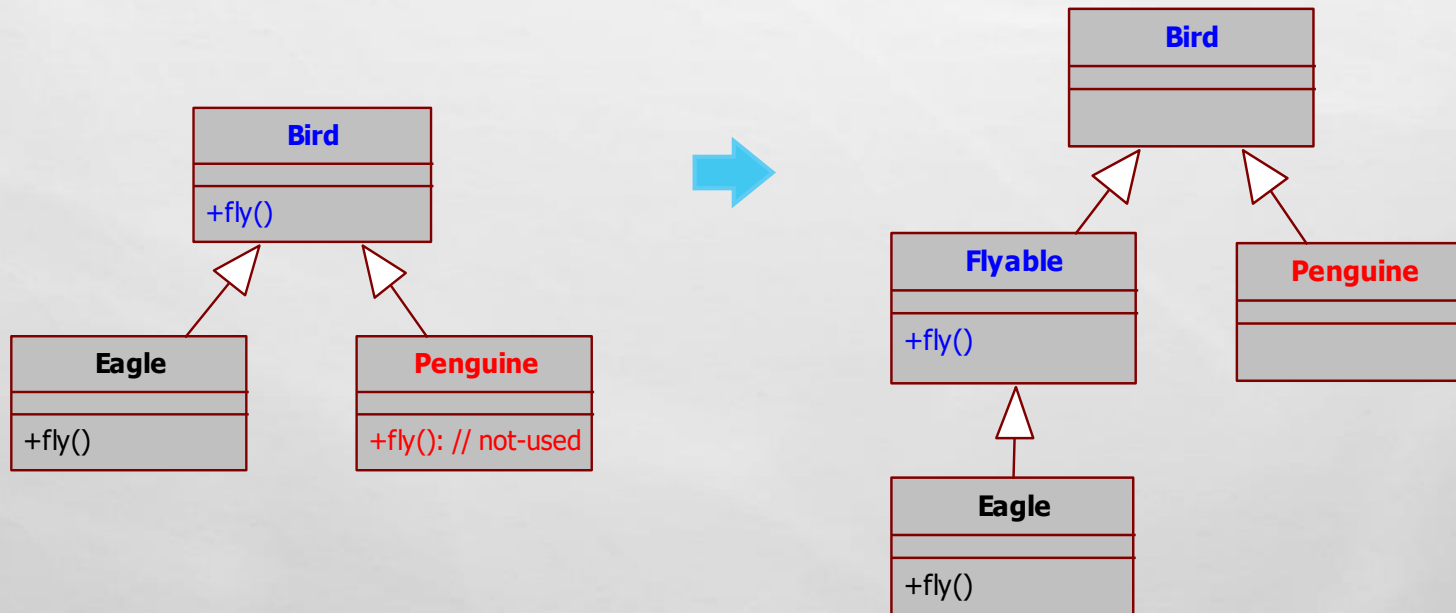 Bird
+fly()
Eagle
+fly()
Penguine
+fly(): // not-used
Bird
Flyable
+fly()
Penguine
Eagle
+fly()